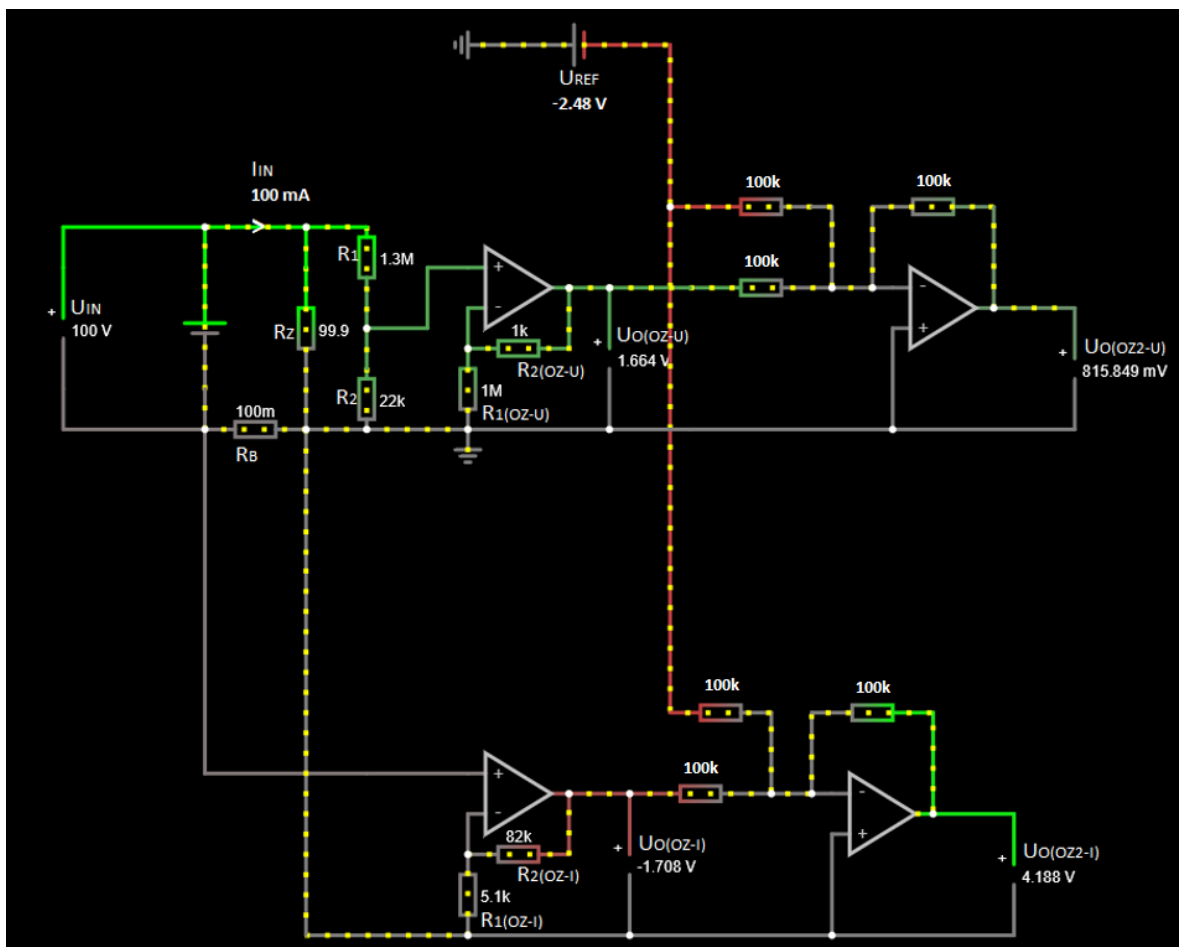 UREF
-2.48 V
IIN
100 mA
100k
100k
R1
1.3M
+
100k
-
+
UIN
100 V
RZ
99.9
-
1k
R2(OZ-U)
+
UO(OZ-U)
1.664 V
+
+
UO(OZ2-U)
815.849 mV
100m
RB
R2
22k
1M
R1(OZ-U)
100k
100k
+
100k
-
-
82k
R2(OZ-I)
+
UO(OZ-I)
-1.708 V
+
+
UO(OZ2-I)
4.188 V
5.1k
R1(OZ-I)